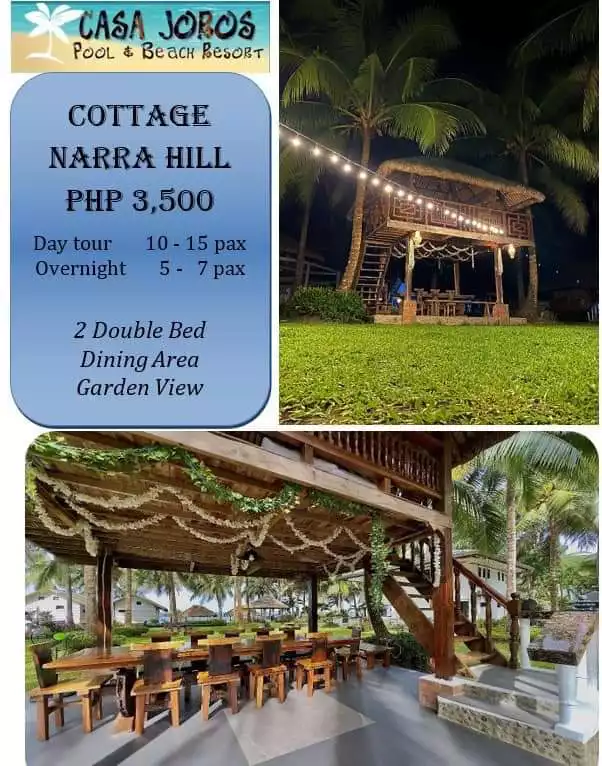 CASA JOROS
POOL & BEACH RESORT
COTTAGE
NARRA HILL
PHP 3,500
Day tour 10 - 15 pax
Overnight 5 - 7 pax
2 Double Bed
Dining Area
Garden View